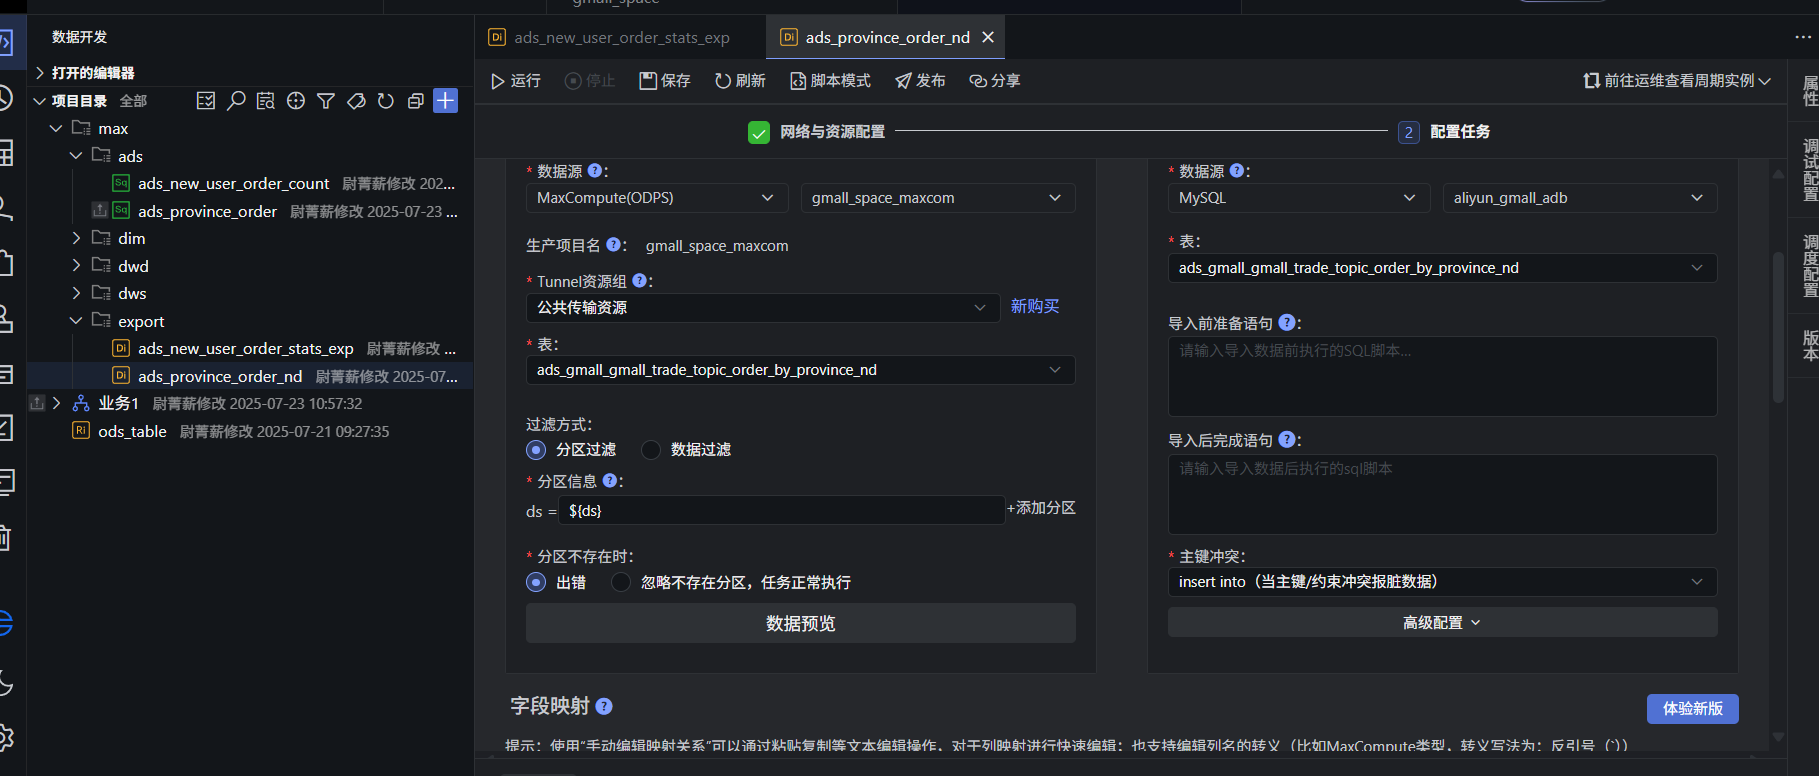 gmall_space
数据开发
打开的编辑器
项目目录 全部
max
ads
Sq ads_new_user_order_count 尉菁薪修改 202...
Sq ads_province_order 尉菁薪修改 2025-07-23 ...
dim
dwd
dws
export
Di ads_new_user_order_stats_exp 尉菁薪修改 ...
Di ads_province_order_nd 尉菁薪修改 2025-07...
业务1 尉菁薪修改 2025-07-23 10:57:32
Ri ods_table 尉菁薪修改 2025-07-21 09:27:35
Di ads_new_user_order_stats_exp
Di ads_province_order_nd
运行 停止 保存 刷新 脚本模式 发布 分享
前往运维查看周期实例
网络与资源配置
2 配置任务
* 数据源 ? :
MaxCompute(ODPS) gmall_space_maxcom
生产项目名 ? : gmall_space_maxcom
* Tunnel资源组 ? :
公共传输资源 新购买
* 表:
ads_gmall_gmall_trade_topic_order_by_province_nd
过滤方式:
分区过滤 数据过滤
* 分区信息 ? :
ds = ${ds} +添加分区
* 分区不存在时:
出错 忽略不存在分区，任务正常执行
数据预览
* 数据源 ? :
MySQL aliyun_gmall_adb
* 表:
ads_gmall_gmall_trade_topic_order_by_province_nd
导入前准备语句 ? :
请输入导入数据前执行的SQL脚本...
导入后完成语句 ? :
请输入导入数据后执行的sql脚本
* 主键冲突:
insert into（当主键/约束冲突报脏数据）
高级配置
字段映射 ?
体验新版
提示：使用“手动编辑映射关系”可以通过粘贴复制等文本编辑操作，对于列映射进行快速编辑；也支持编辑列名的转义（比如MaxCompute类型，转义写法为：反引号（`））
属性
调试配置
调度配置
版本